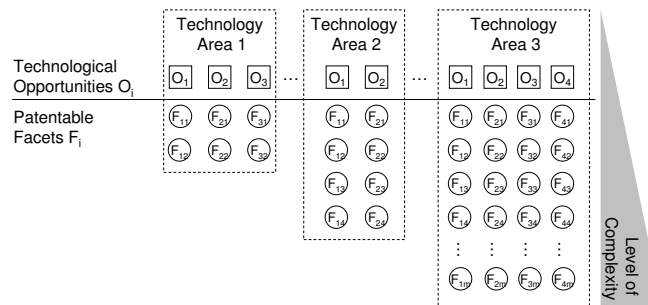 Technology Area 1
Technology Area 2
Technology Area 3
Technological Opportunities Oi
O1 O2 O3 ... O1 O2 ... O1 O2 O3 O4
Patentable Facets Fi
F11 F21 F31 F11 F21 F11 F21 F31 F41
F12 F22 F32 F12 F22 F12 F22 F32 F42
F13 F23 F13 F23 F33 F43
F14 F24 F14 F24 F34 F44
⋮ ⋮ ⋮ ⋮
F1m F2m F3m F4m
Level of Complexity